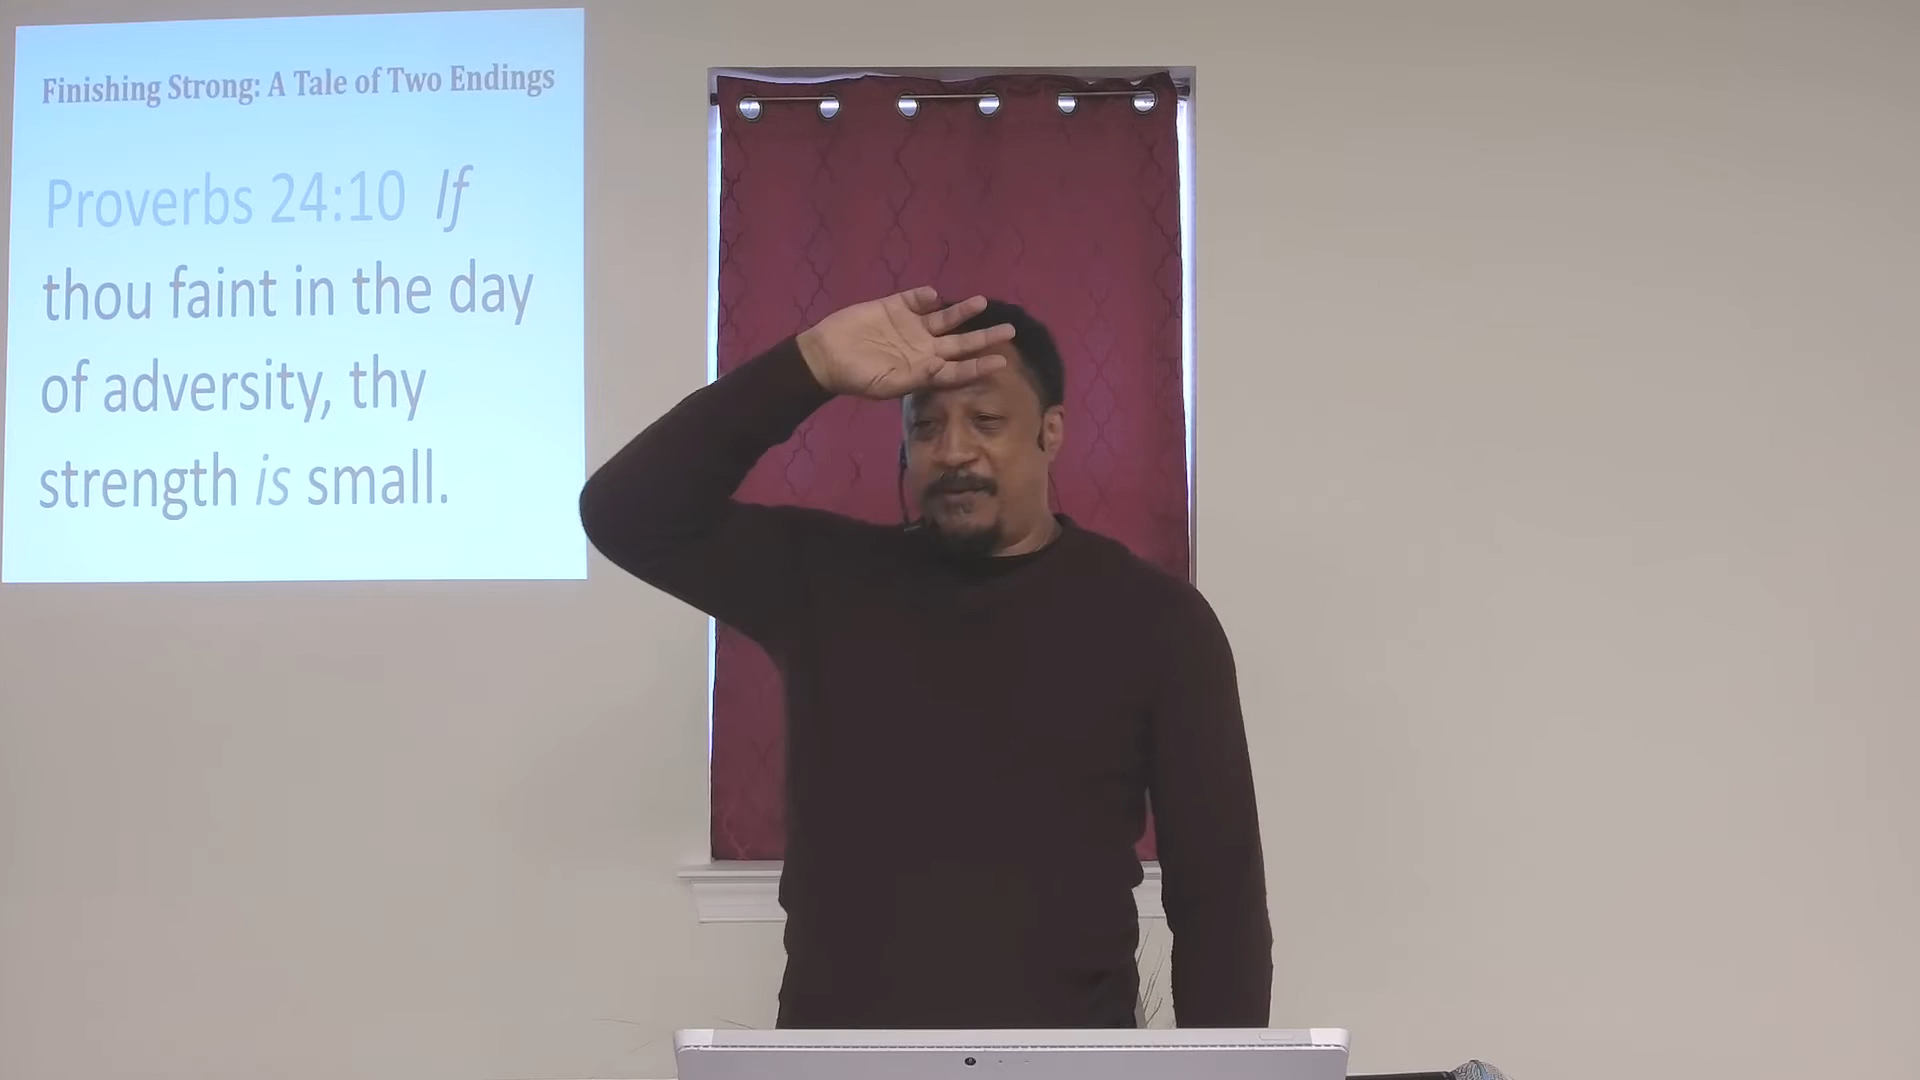 Finishing Strong: A Tale of Two Endings
Proverbs 24:10 If
thou faint in the day
of adversity, thy
strength is small.